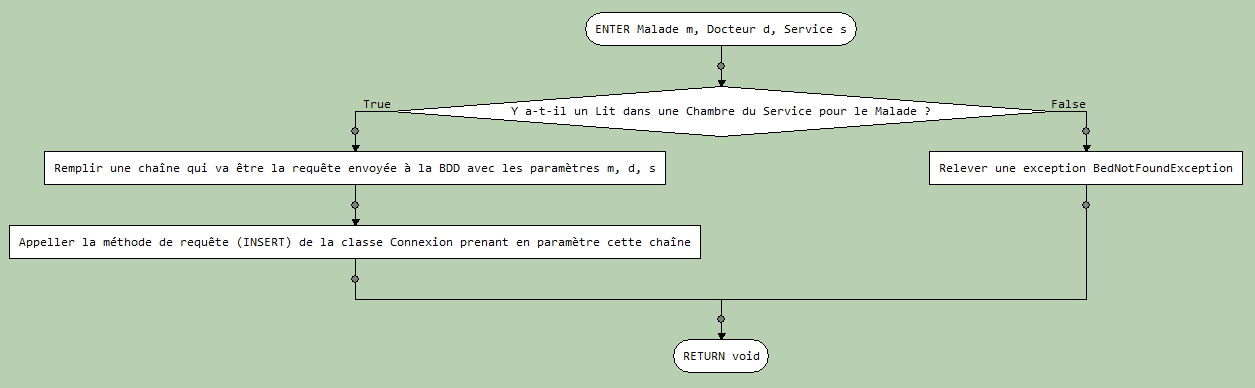 ENTER Malade m, Docteur d, Service s
Y a-t-il un Lit dans une Chambre du Service pour le Malade ?
True
False
Remplir une chaîne qui va être la requête envoyée à la BDD avec les paramètres m, d, s
Relever une exception BedNotFoundException
Appeller la méthode de requête (INSERT) de la classe Connexion prenant en paramètre cette chaîne
RETURN void